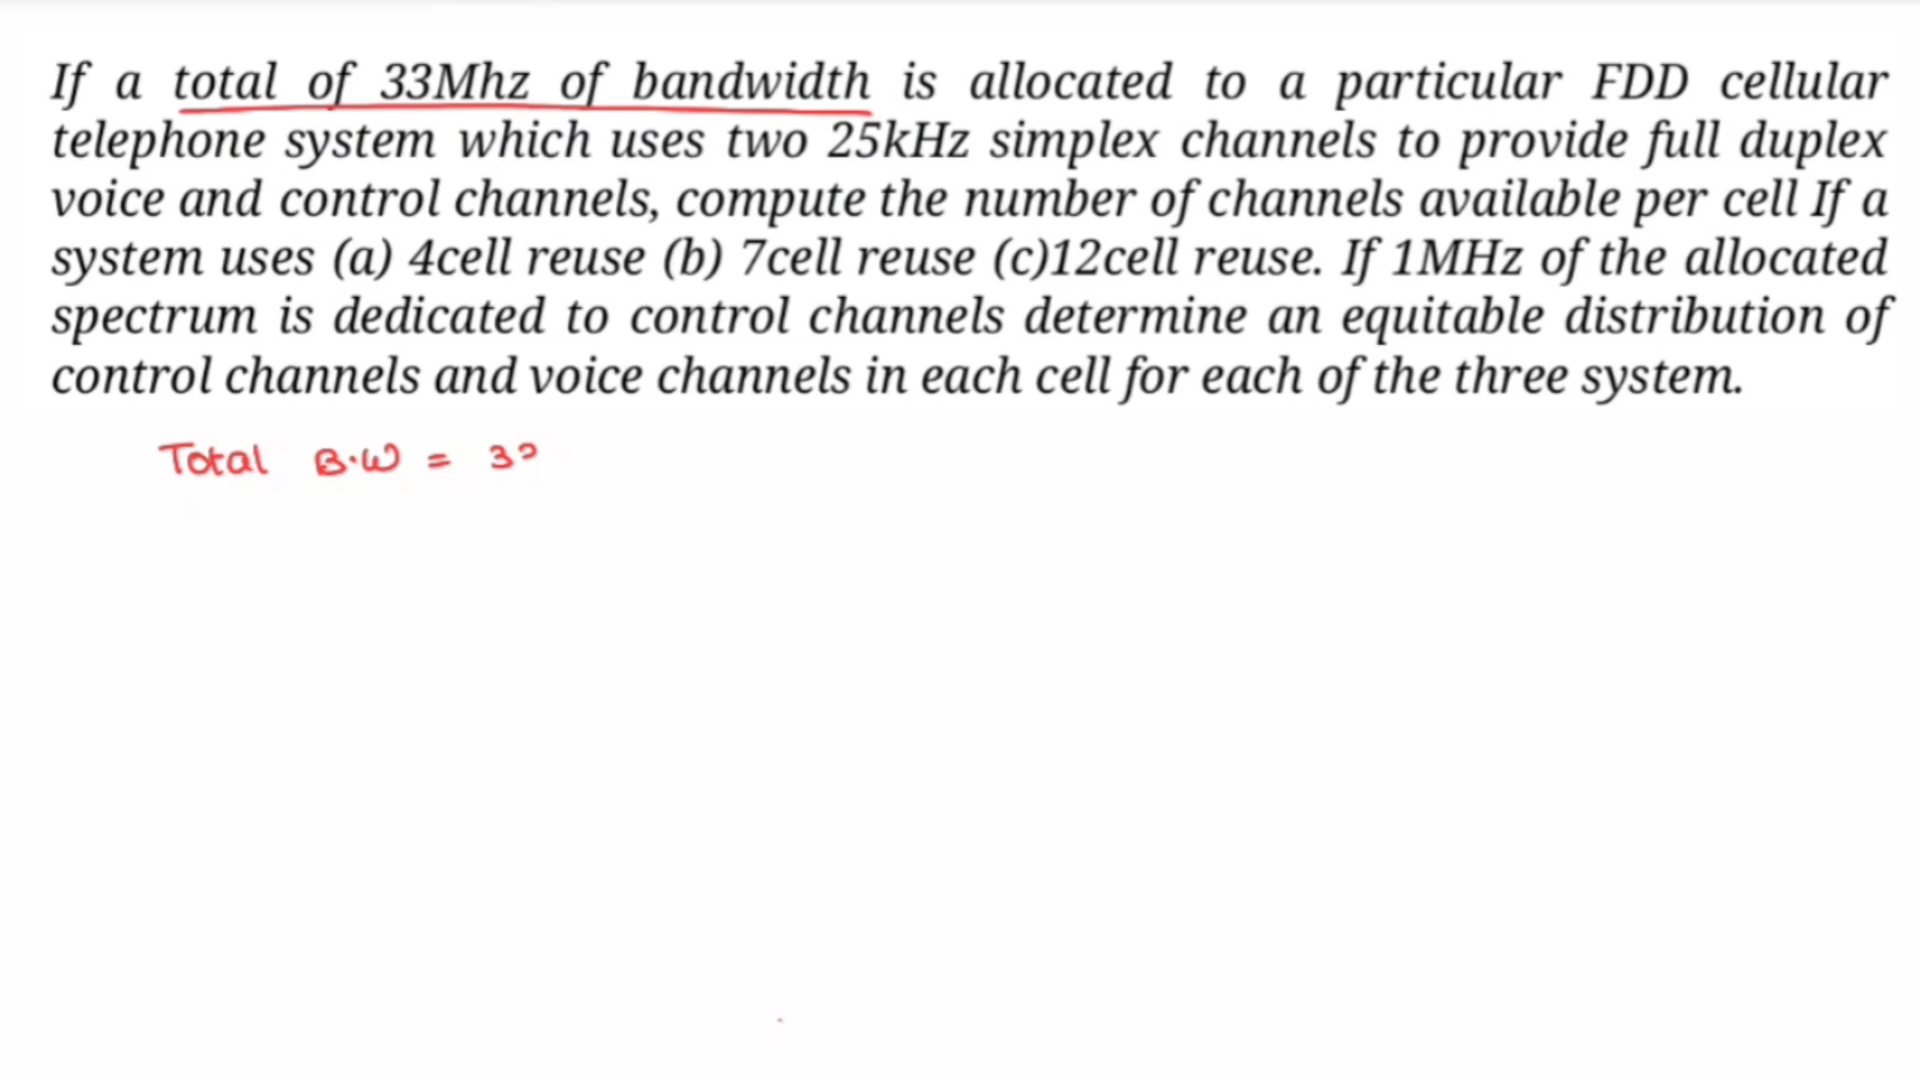 If a total of 33Mhz of bandwidth is allocated to a particular FDD cellular
telephone system which uses two 25kHz simplex channels to provide full duplex
voice and control channels, compute the number of channels available per cell If a
system uses (a) 4cell reuse (b) 7cell reuse (c)12cell reuse. If 1MHz of the allocated
spectrum is dedicated to control channels determine an equitable distribution of
control channels and voice channels in each cell for each of the three system.
Total B.W = 3